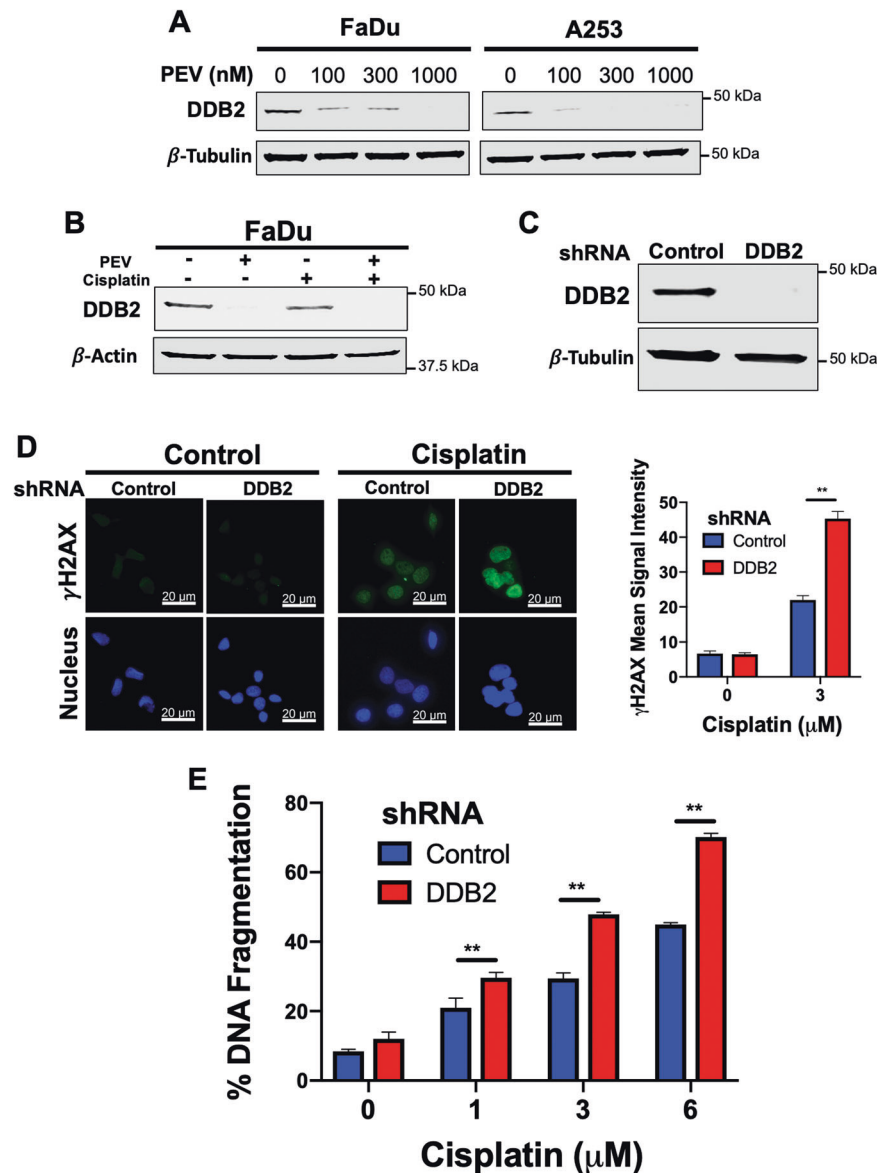 A
FaDu A253
PEV (nM) 0 100 300 1000 0 100 300 1000
DDB2 50 kDa
β-Tubulin 50 kDa
B
FaDu
PEV - + - +
Cisplatin - - + +
DDB2 50 kDa
β-Actin 37.5 kDa
C
shRNA Control DDB2
DDB2 50 kDa
β-Tubulin 50 kDa
D
Control Cisplatin
shRNA Control DDB2 Control DDB2
γH2AX 20 µm 20 µm 20 µm 20 µm
Nucleus 20 µm 20 µm 20 µm 20 µm
γH2AX Mean Signal Intensity
50
40
30
20
10
0
shRNA
Control
DDB2
**
0 3
Cisplatin (µM)
E
% DNA Fragmentation
80
60
40
20
0
shRNA
Control
DDB2
** ** **
0 1 3 6
Cisplatin (µM)